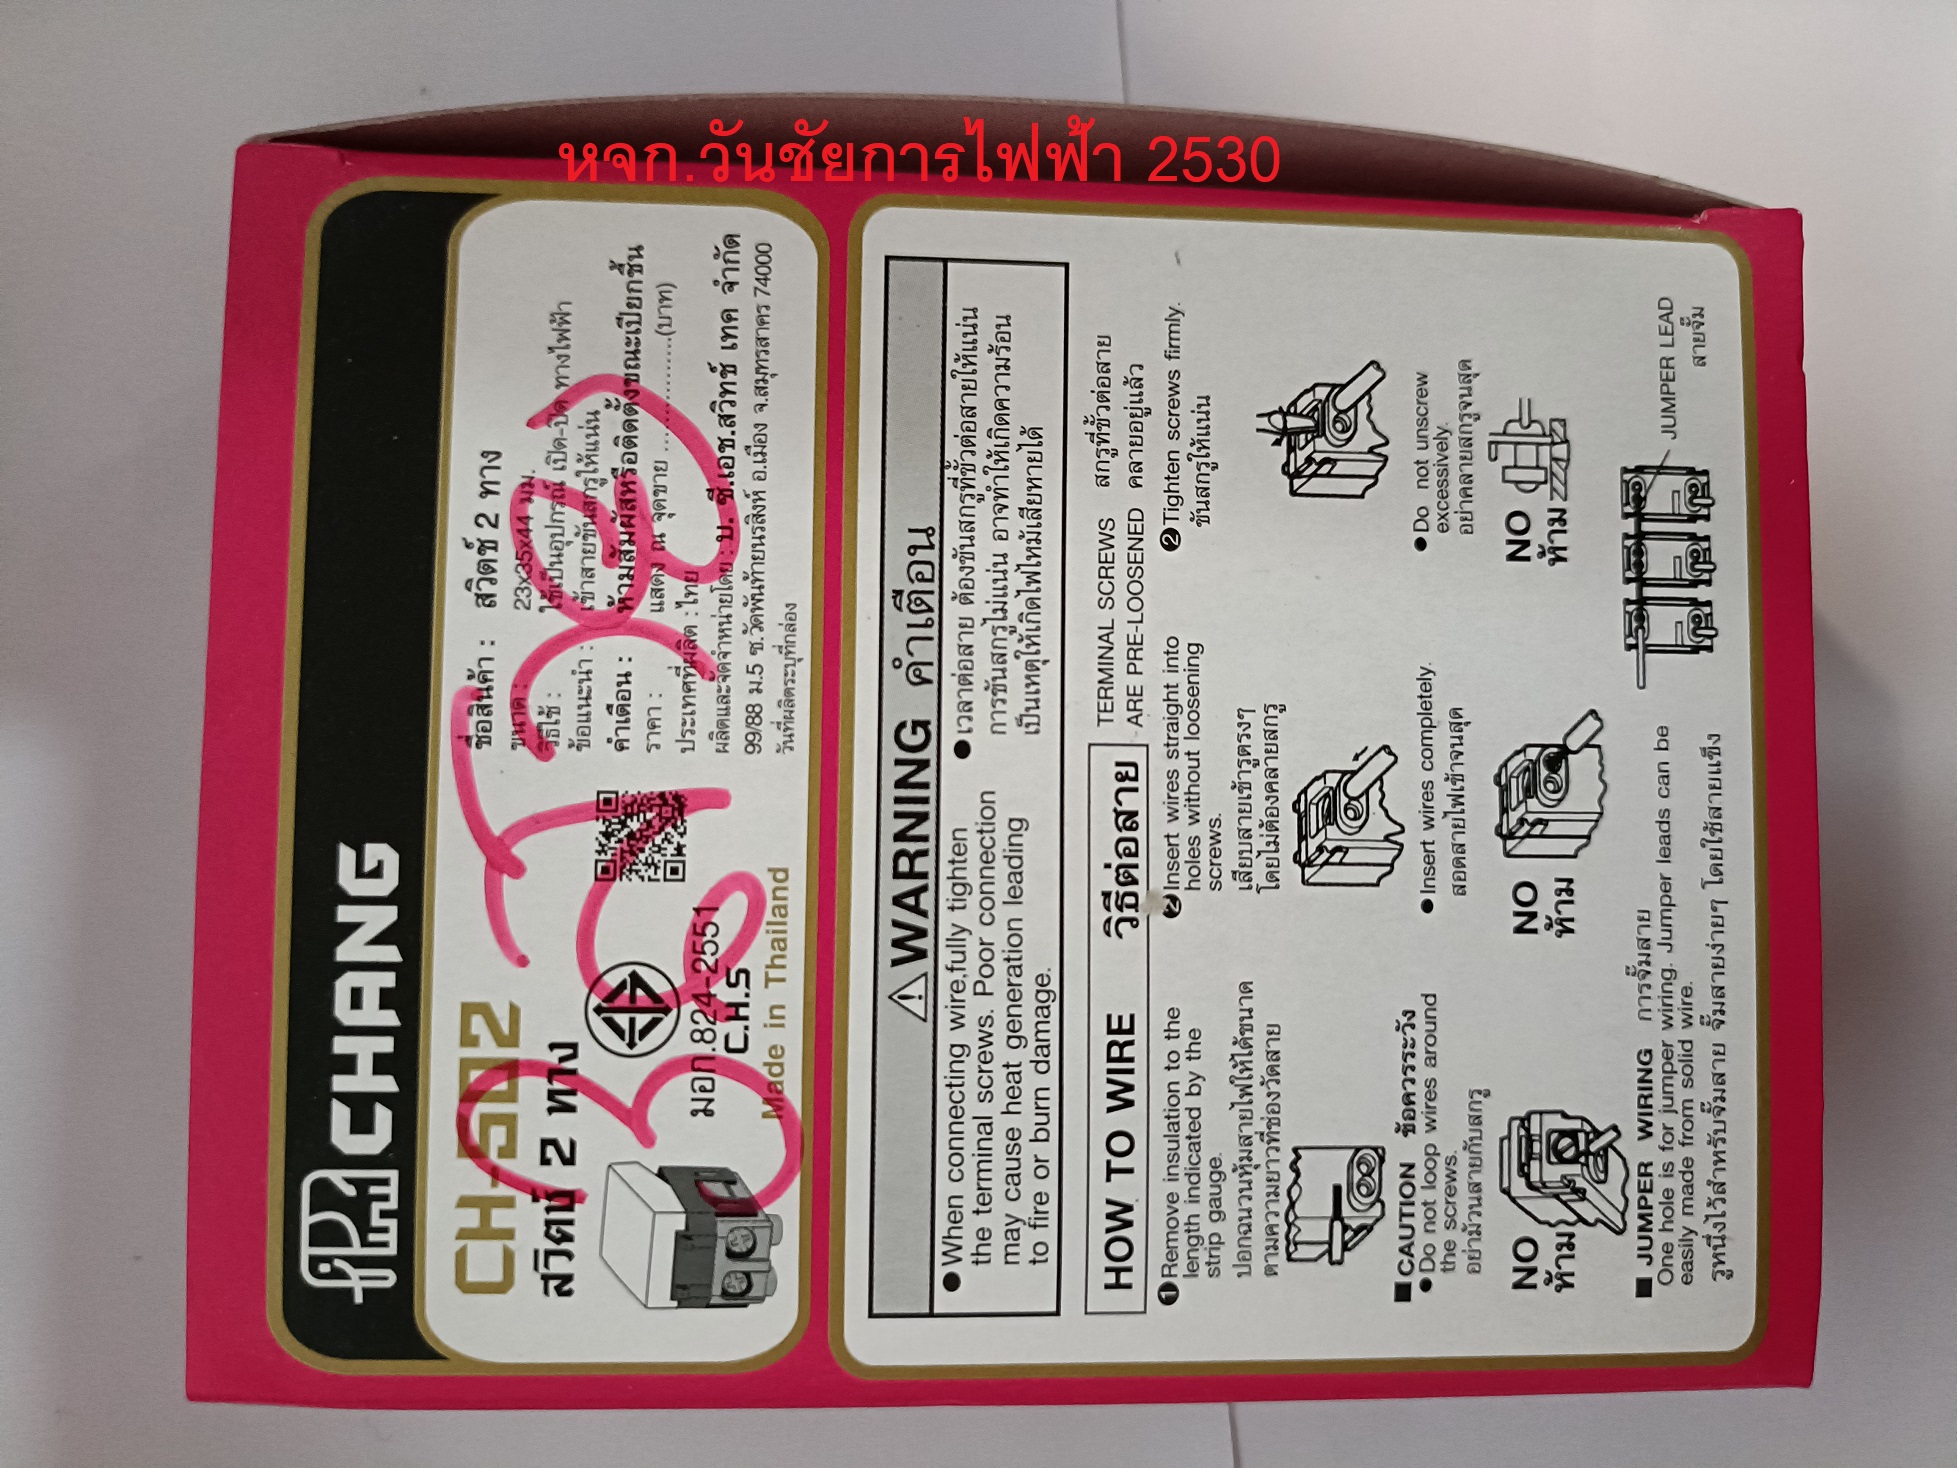 หจก.วันชัยการไฟฟ้า 2530
CHANG
CH-902
สวิตช์ 2 ทาง
มอก.824-2551
C.H.S
Made in Thailand
ชื่อสินค้า : สวิตช์ 2 ทาง
ขนาด : 23x35x44 มม.
วิธีใช้ : ใช้เป็นอุปกรณ์ เปิด-ปิด ทางไฟฟ้า
ข้อแนะนำ : เข้าสายขันสกรูให้แน่น
คำเตือน : ห้ามสัมผัสหรือติดตั้งขณะเปียกชื้น
ราคา : แสดง ณ จุดขาย ....................(บาท)
ประเทศที่ผลิต : ไทย
ผลิตและจัดจำหน่ายโดย : บ. ซี.เอช.สวิทช์ เทค จำกัด
99/88 ม.5 ซ.วัดพันท้ายนรสิงห์ อ.เมือง จ.สมุทรสาคร 74000
วันที่ผลิตระบุที่กล่อง
WARNING คำเตือน
● When connecting wire,fully tighten
the terminal screws. Poor connection
may cause heat generation leading
to fire or burn damage.
● เวลาต่อสาย ต้องขันสกรูที่ขั้วต่อสายให้แน่น
การขันสกรูไม่แน่น อาจทำให้เกิดความร้อน
เป็นเหตุให้เกิดไฟไหม้เสียหายได้
HOW TO WIRE วิธีต่อสาย
TERMINAL SCREWS สกรูที่ขั้วต่อสาย
ARE PRE-LOOSENED คลายอยู่แล้ว
❶Remove insulation to the
length indicated by the
strip gauge.
ปอกฉนวนหุ้มสายไฟให้ได้ขนาด
ตามความยาวที่ช่องวัดสาย
❷Insert wires straight into
holes without loosening
screws.
เสียบสายเข้ารูตรงๆ
โดยไม่ต้องคลายสกรู
❷Tighten screws firmly.
ขันสกรูให้แน่น
■ CAUTION ข้อควรระวัง
●Do not loop wires around
the screws.
อย่าม้วนสายกับสกรู
NO
ห้าม
●Insert wires completely.
สอดสายไฟเข้าจนสุด
NO
ห้าม
●Do not unscrew
excessively.
อย่าคลายสกรูจนสุด
NO
ห้าม
■ JUMPER WIRING การจั๊มสาย
One hole is for jumper wiring. Jumper leads can be
easily made from solid wire.
รูหนึ่งไว้สำหรับจั๊มสาย จั๊มสายง่ายๆ โดยใช้สายแข็ง
JUMPER LEAD
สายจั๊ม